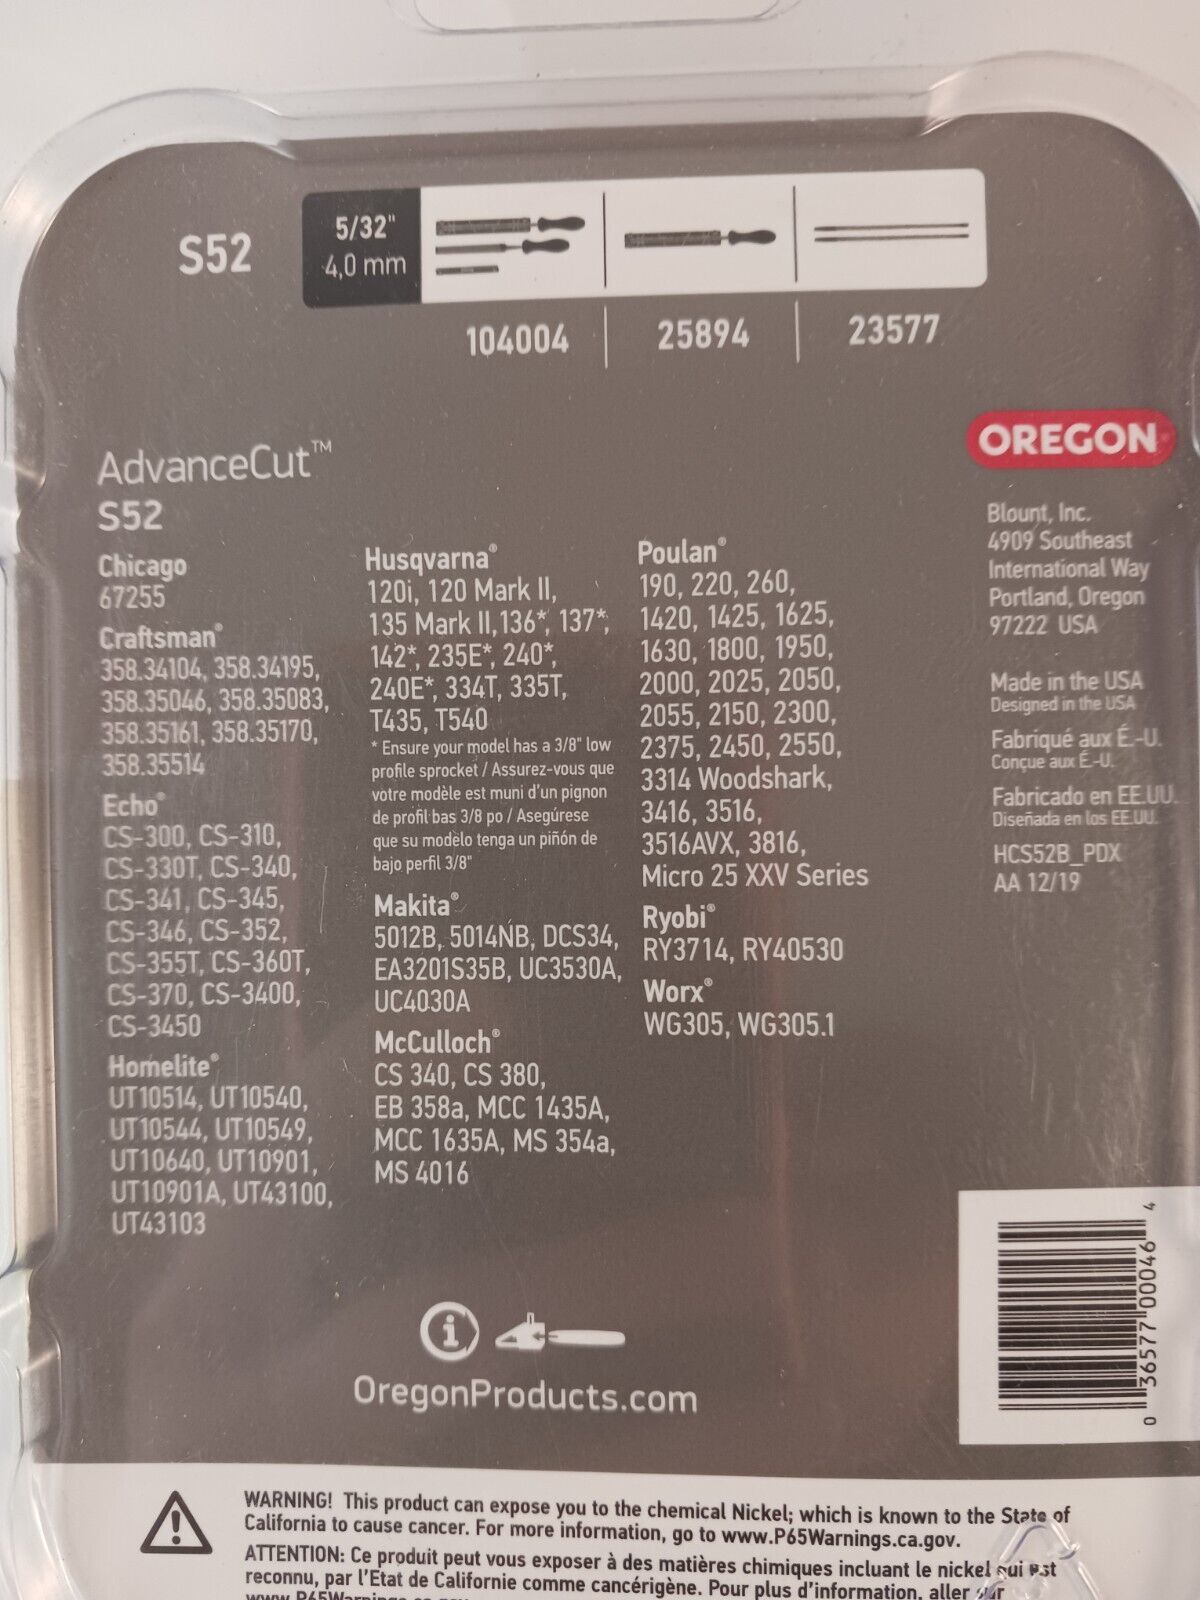 S52
5/32"
4,0 mm
104004
25894
23577
OREGON
AdvanceCut™
S52
Chicago
67255
Craftsman®
358.34104, 358.34195,
358.35046, 358.35083,
358.35161, 358.35170,
358.35514
Echo®
CS-300, CS-310,
CS-330T, CS-340,
CS-341, CS-345,
CS-346, CS-352,
CS-355T, CS-360T,
CS-370, CS-3400,
CS-3450
Homelite®
UT10514, UT10540,
UT10544, UT10549,
UT10640, UT10901,
UT10901A, UT43100,
UT43103
Husqvarna®
120i, 120 Mark II,
135 Mark II, 136*, 137*,
142*, 235E*, 240*,
240E*, 334T, 335T,
T435, T540
* Ensure your model has a 3/8" low
profile sprocket / Assurez-vous que
votre modèle est muni d'un pignon
de profil bas 3/8 po / Asegúrese
que su modelo tenga un piñón de
bajo perfil 3/8"
Makita®
5012B, 5014NB, DCS34,
EA3201S35B, UC3530A,
UC4030A
McCulloch®
CS 340, CS 380,
EB 358a, MCC 1435A,
MCC 1635A, MS 354a,
MS 4016
Poulan®
190, 220, 260,
1420, 1425, 1625,
1630, 1800, 1950,
2000, 2025, 2050,
2055, 2150, 2300,
2375, 2450, 2550,
3314 Woodshark,
3416, 3516,
3516AVX, 3816,
Micro 25 XXV Series
Ryobi®
RY3714, RY40530
Worx®
WG305, WG305.1
Blount, Inc.
4909 Southeast
International Way
Portland, Oregon
97222 USA
Made in the USA
Designed in the USA
Fabriqué aux É.-U.
Conçue aux É.-U.
Fabricado en EE.UU.
Diseñada en los EE.UU.
HCS52B_PDX
AA 12/19
0 36577 00046 4
OregonProducts.com
WARNING! This product can expose you to the chemical Nickel; which is known to the State of
California to cause cancer. For more information, go to www.P65Warnings.ca.gov.
ATTENTION: Ce produit peut vous exposer à des matières chimiques incluant le nickel qui est
reconnu, par l'Etat de Californie comme cancérigène. Pour plus d'information, aller sur